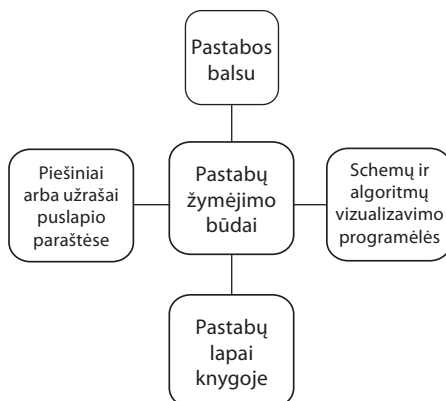 Pastabos
balsu
Piešiniai
arba užrašai
puslapio
paraštėse
Pastabų
žymėjimo
būdai
Schemų ir
algoritmų
vizualizavimo
programėlės
Pastabų
lapai
knygoje